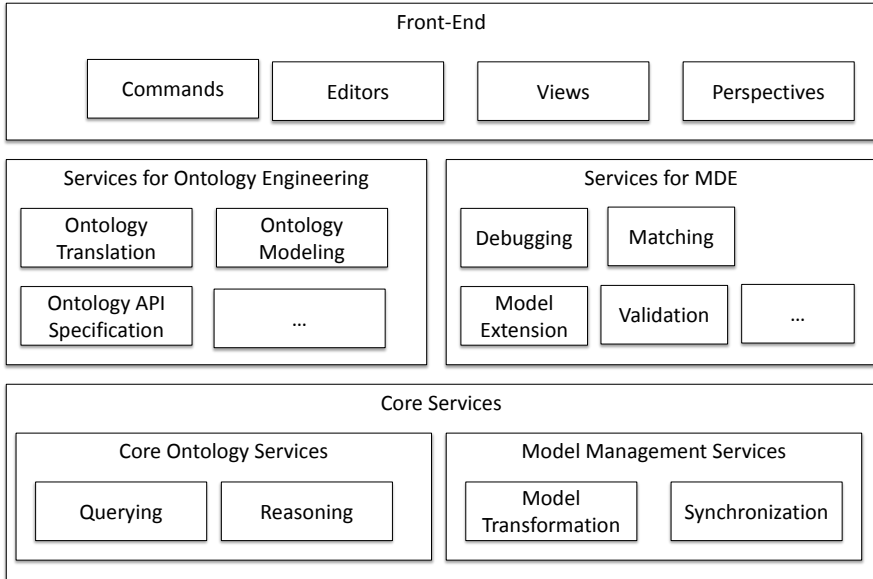 Front-End
Commands
Editors
Views
Perspectives
Services for Ontology Engineering
Ontology
Translation
Ontology
Modeling
Ontology API
Specification
...
Services for MDE
Debugging
Matching
Model
Extension
Validation
...
Core Services
Core Ontology Services
Querying
Reasoning
Model Management Services
Model
Transformation
Synchronization